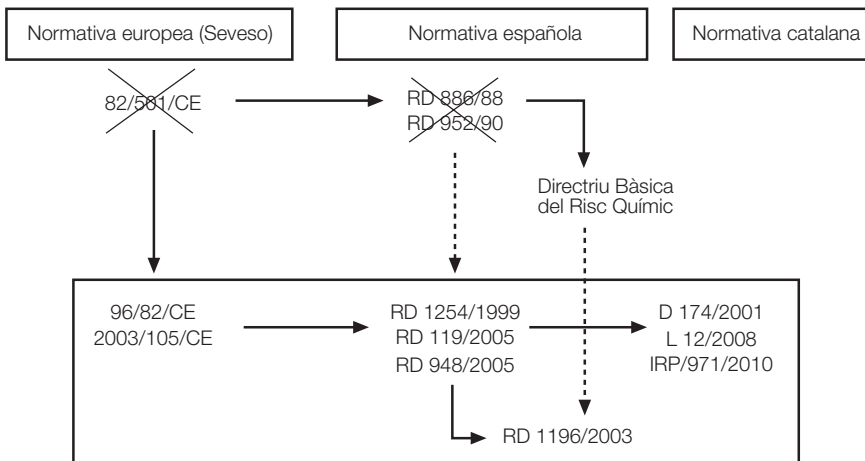 Normativa europea (Seveso)
Normativa española
Normativa catalana
82/501/CE
RD 886/88
RD 952/90
Directriu Bàsica
del Risc Químic
96/82/CE
2003/105/CE
RD 1254/1999
RD 119/2005
RD 948/2005
D 174/2001
L 12/2008
IRP/971/2010
RD 1196/2003